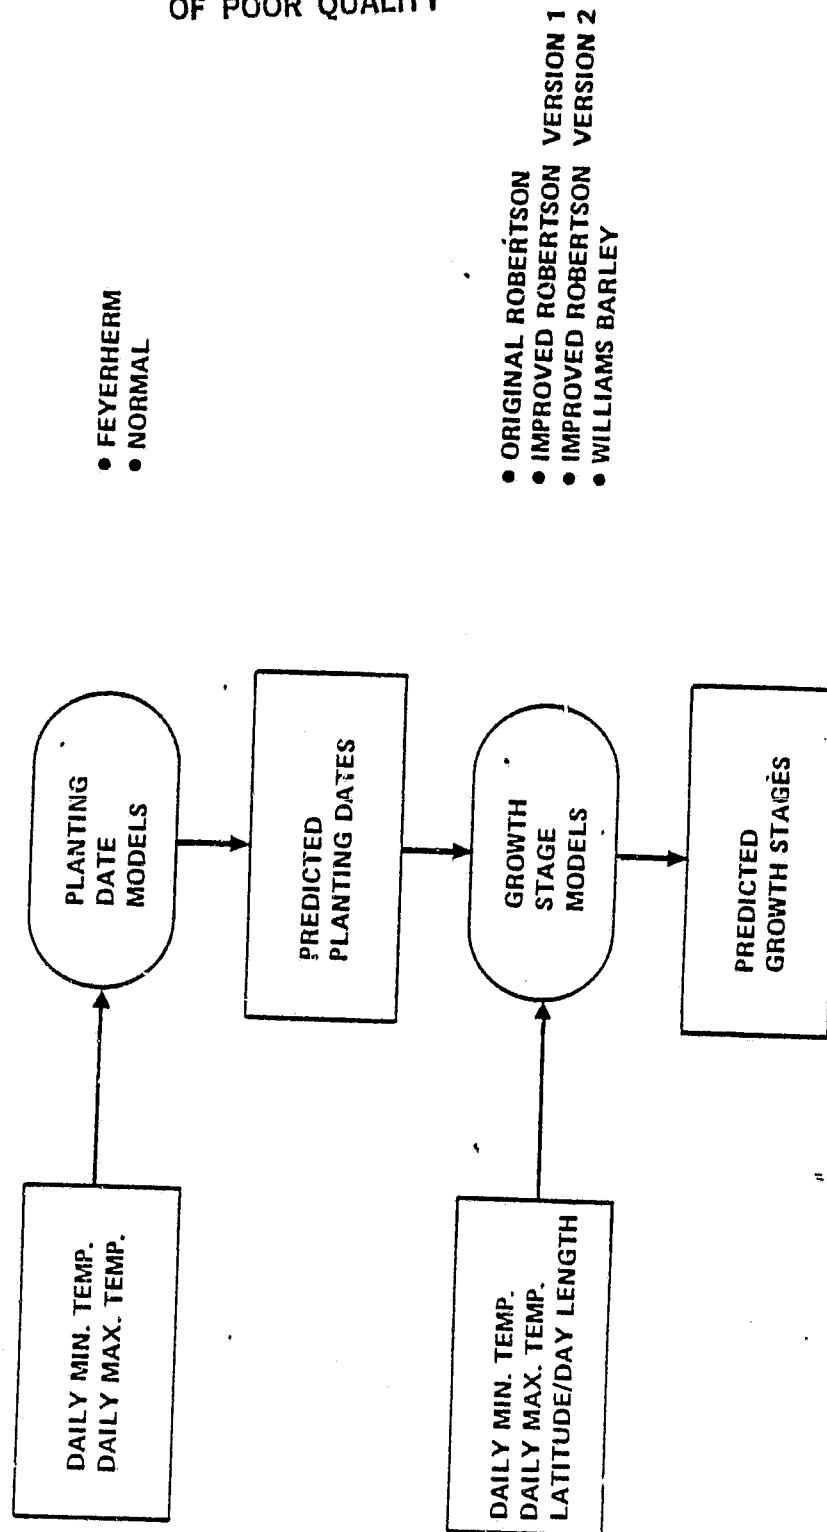 OF POOR QUALITY
DAILY MIN. TEMP.
DAILY MAX. TEMP.
PLANTING
DATE
MODELS
• FEYERHERM
• NORMAL
PREDICTED
PLANTING DATES
DAILY MIN. TEMP.
DAILY MAX. TEMP.
LATITUDE/DAY LENGTH
GROWTH
STAGE
MODELS
• ORIGINAL ROBERTSON
• IMPROVED ROBERTSON VERSION 1
• IMPROVED ROBERTSON VERSION 2
• WILLIAMS BARLEY
PREDICTED
GROWTH STAGES